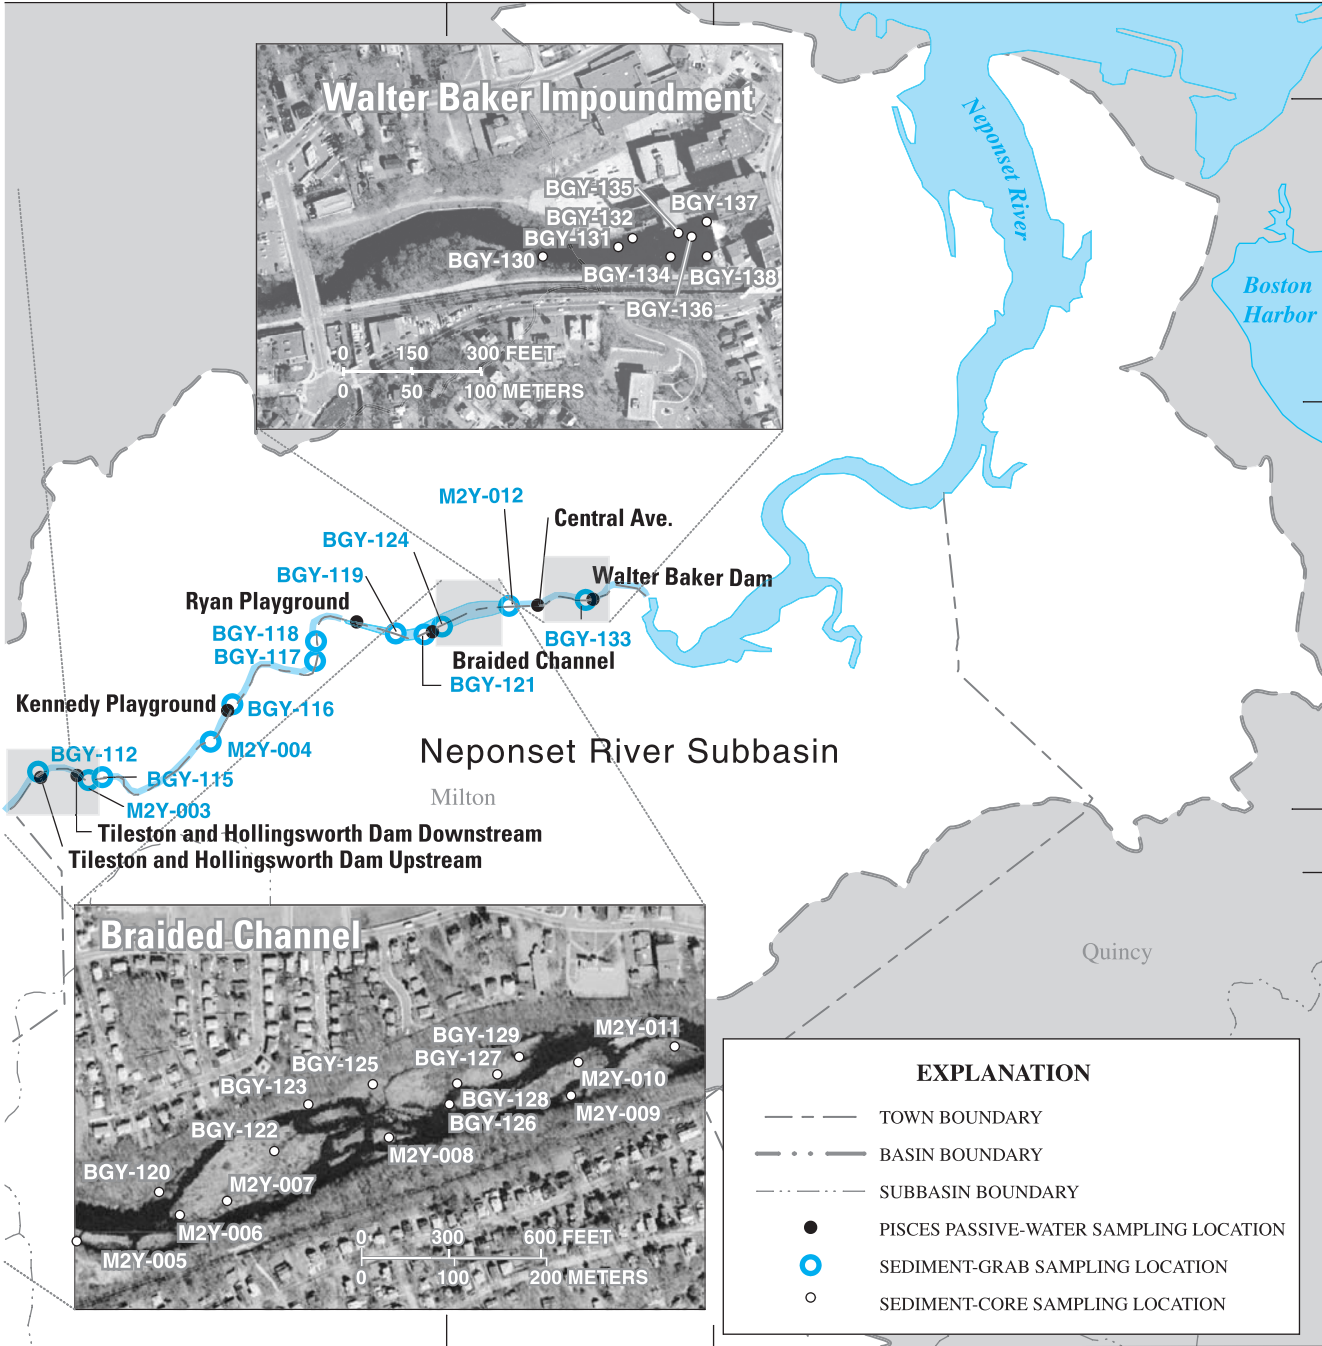 Walter Baker Impoundment
BGY-135
BGY-137
BGY-132
BGY-131
BGY-130
BGY-134
BGY-138
BGY-136
0 150 300 FEET
0 50 100 METERS
Neponset River
Boston
Harbor
M2Y-012
Central Ave.
BGY-124
BGY-119
Walter Baker Dam
Ryan Playground
BGY-118
BGY-133
BGY-117
Braided Channel
BGY-121
Kennedy Playground
BGY-116
M2Y-004
Neponset River Subbasin
BGY-112
BGY-115
Milton
M2Y-003
Tileston and Hollingsworth Dam Downstream
Tileston and Hollingsworth Dam Upstream
Braided Channel
Quincy
M2Y-011
BGY-129
BGY-127
BGY-125
M2Y-010
BGY-123
BGY-128
M2Y-009
BGY-126
BGY-122
M2Y-008
BGY-120
M2Y-007
M2Y-006
M2Y-005
0 300 600 FEET
0 100 200 METERS
EXPLANATION
TOWN BOUNDARY
BASIN BOUNDARY
SUBBASIN BOUNDARY
PISCES PASSIVE-WATER SAMPLING LOCATION
SEDIMENT-GRAB SAMPLING LOCATION
SEDIMENT-CORE SAMPLING LOCATION